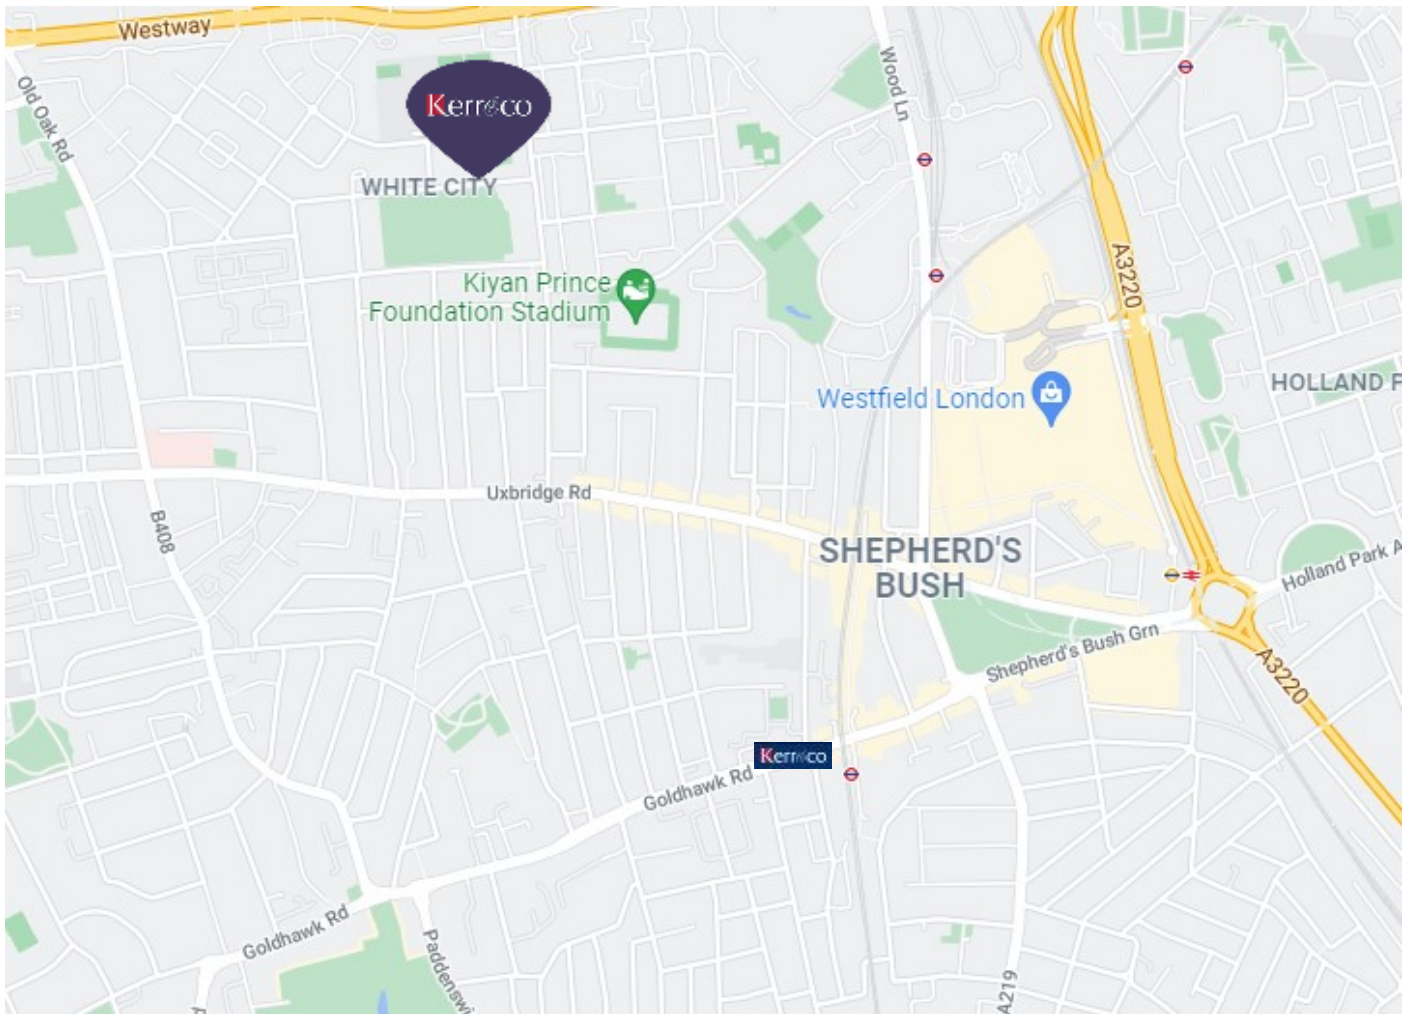 Westway
Old Oak Rd
Wood Ln
Kerr&co
WHITE CITY
A3220
Kiyan Prince
Foundation Stadium
Westfield London
HOLLAND P
Uxbridge Rd
B408
SHEPHERD'S
BUSH
Holland Park A
Shepherd's Bush Grn
A3220
Kerr&co
Goldhawk Rd
Goldhawk Rd
Paddenswi
A219